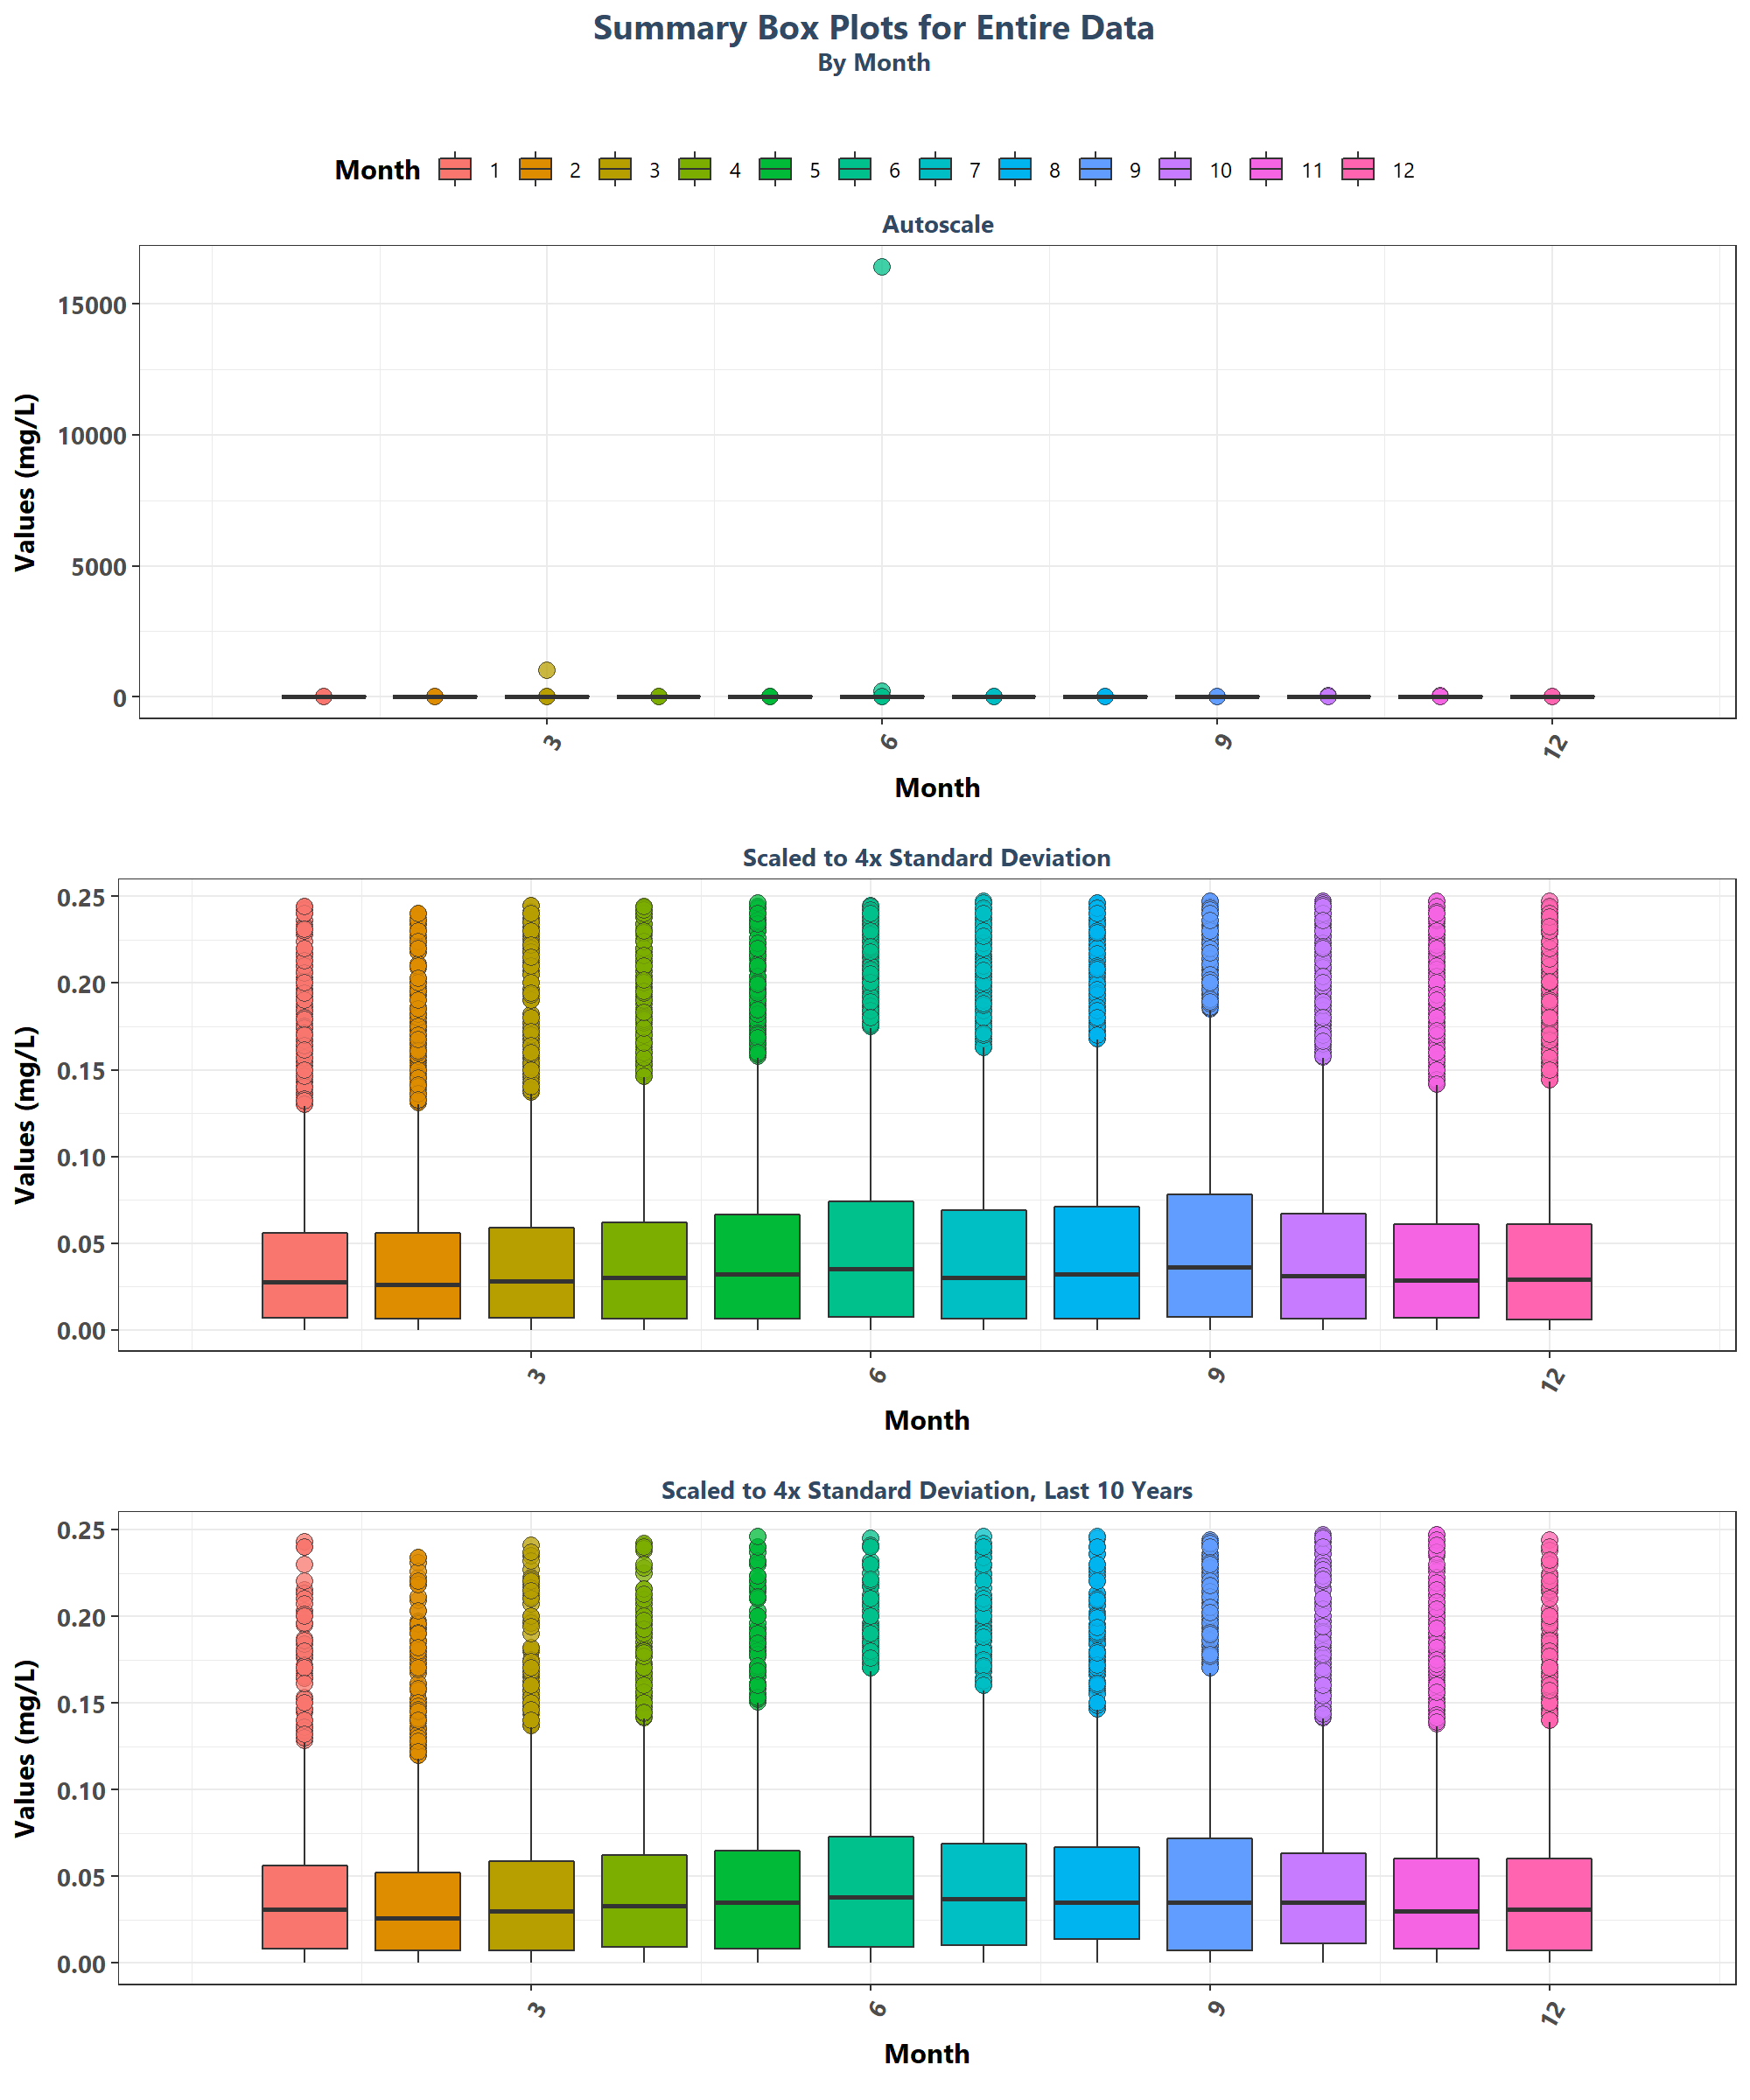 Summary Box Plots for Entire Data
By Month
Month 1 2 3 4 5 6 7 8 9 10 11 12
Autoscale
Values (mg/L)
15000
10000
5000
0
3 6 9 12
Month
Scaled to 4x Standard Deviation
Values (mg/L)
0.25
0.20
0.15
0.10
0.05
0.00
3 6 9 12
Month
Scaled to 4x Standard Deviation, Last 10 Years
Values (mg/L)
0.25
0.20
0.15
0.10
0.05
0.00
3 6 9 12
Month